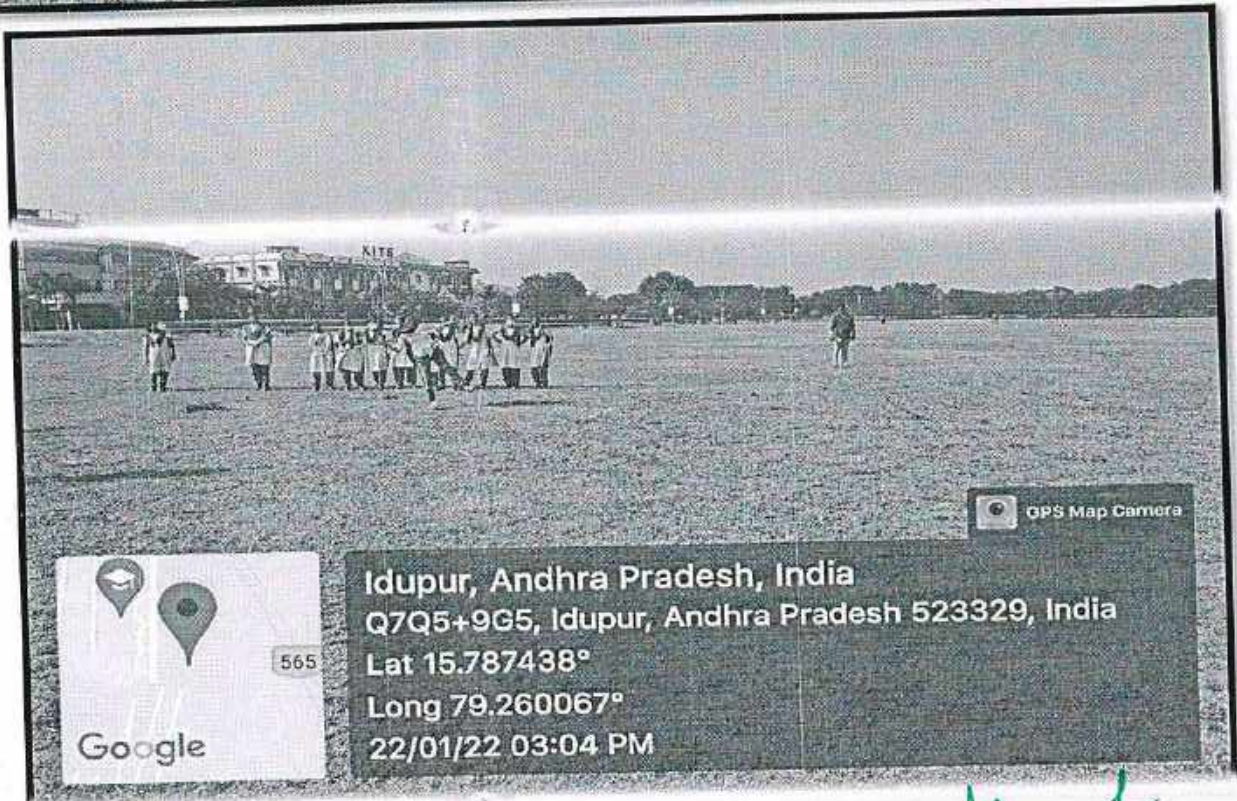 KITS
GPS Map Camera
Idupur, Andhra Pradesh, India
Q7Q5+9G5, Idupur, Andhra Pradesh 523329, India
Lat 15.787438°
Long 79.260067°
22/01/22 03:04 PM
565
Google